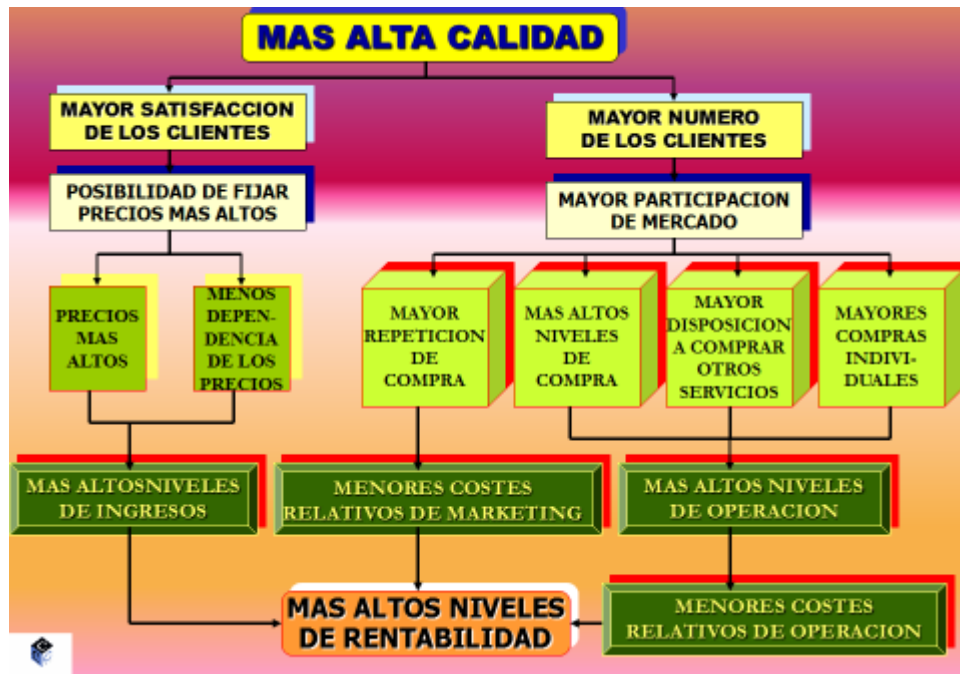 MAS ALTA CALIDAD
MAYOR SATISFACCION
DE LOS CLIENTES
MAYOR NUMERO
DE LOS CLIENTES
POSIBILIDAD DE FIJAR
PRECIOS MAS ALTOS
MAYOR PARTICIPACION
DE MERCADO
PRECIOS
MAS
ALTOS
MENOS
DEPEN-
DENCIA
DE LOS
PRECIOS
MAYOR
REPETICION
DE
COMPRA
MAS ALTOS
NIVELES
DE
COMPRA
MAYOR
DISPOSICION
A COMPRAR
OTROS
SERVICIOS
MAYORES
COMPRAS
INDIVI-
DUALES
MAS ALTOSNIVELES
DE INGRESOS
MENORES COSTES
RELATIVOS DE MARKETING
MAS ALTOS NIVELES
DE OPERACION
MAS ALTOS NIVELES
DE RENTABILIDAD
MENORES COSTES
RELATIVOS DE OPERACION